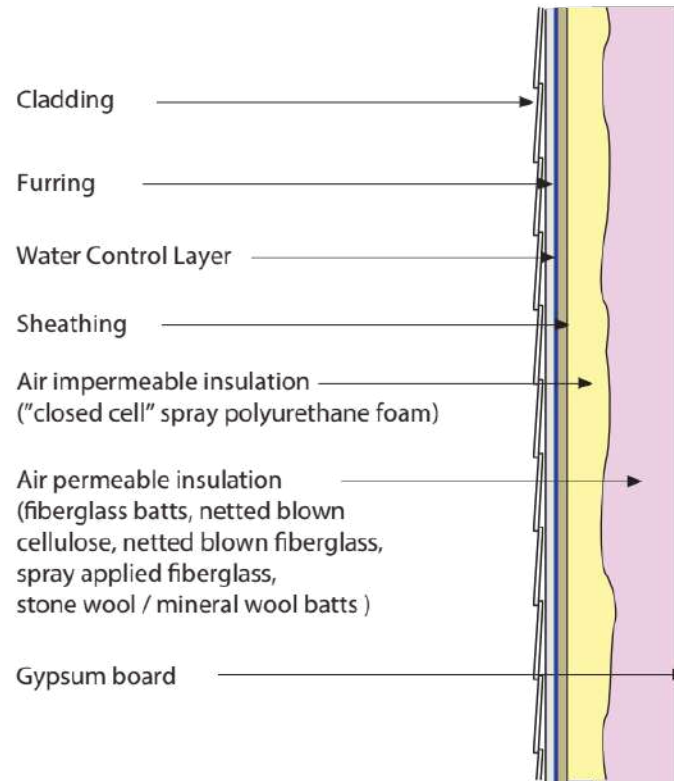 Cladding
Furring
Water Control Layer
Sheathing
Air impermeable insulation
(”closed cell” spray polyurethane foam)
Air permeable insulation
(fiberglass batts, netted blown
cellulose, netted blown fiberglass,
spray applied fiberglass,
stone wool / mineral wool batts )
Gypsum board